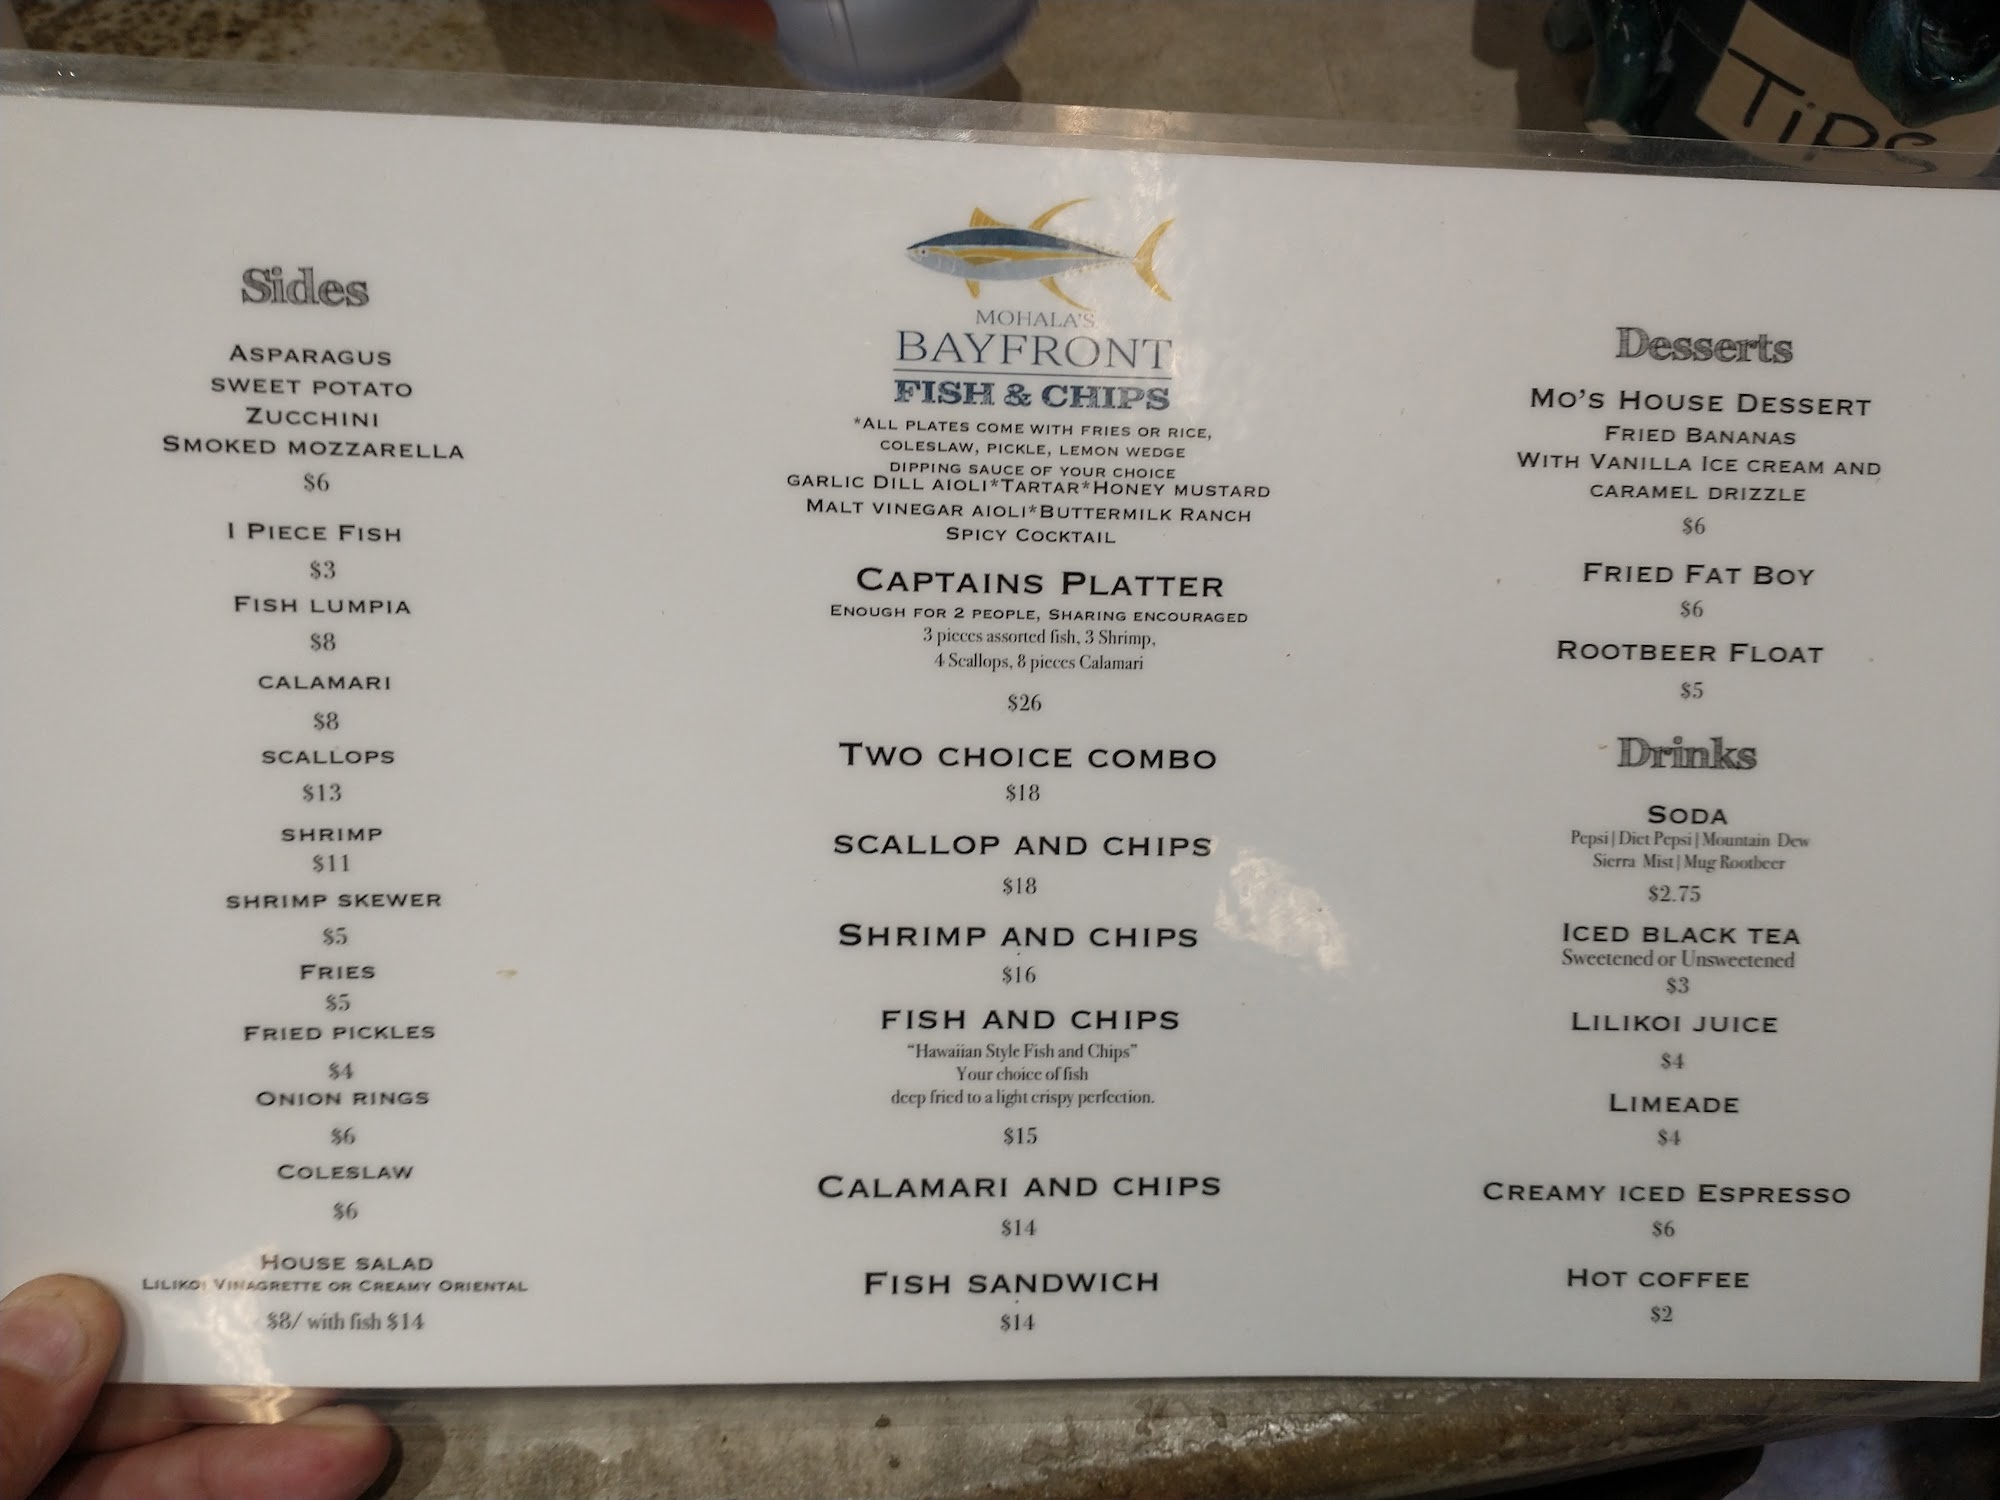 TiPS
Sides
Asparagus
sweet potato
Zucchini
Smoked mozzarella
$6
1 Piece Fish
$3
Fish lumpia
$8
calamari
$8
scallops
$13
shrimp
$11
shrimp skewer
$5
Fries
$5
Fried pickles
$4
Onion rings
$6
Coleslaw
$6
House salad
Lilikoi Vinagrette or Creamy Oriental
$8/ with fish $14
MOHALA'S
BAYFRONT
FISH & CHIPS
*All plates come with fries or rice,
coleslaw, pickle, lemon wedge
dipping sauce of your choice
garlic Dill aioli*Tartar*Honey mustard
Malt vinegar aioli*Buttermilk Ranch
Spicy Cocktail
Captains Platter
Enough for 2 people, Sharing encouraged
3 pieces assorted fish, 3 Shrimp,
4 Scallops, 8 pieces Calamari
$26
Two choice combo
$18
scallop and chips
$18
Shrimp and chips
$16
fish and chips
“Hawaiian Style Fish and Chips”
Your choice of fish
deep fried to a light crispy perfection.
$15
Calamari and chips
$14
Fish sandwich
$14
Desserts
Mo's House Dessert
Fried Bananas
With Vanilla Ice cream and
caramel drizzle
$6
Fried Fat Boy
$6
Rootbeer Float
$5
Drinks
Soda
Pepsi|Diet Pepsi|Mountain Dew
Sierra Mist|Mug Rootbeer
$2.75
Iced black tea
Sweetened or Unsweetened
$3
Lilikoi juice
$4
Limeade
$4
Creamy iced Espresso
$6
Hot coffee
$2